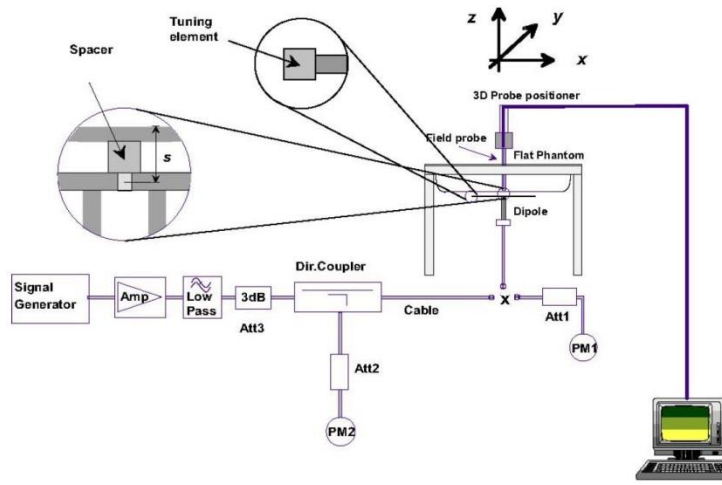 Tuning
element
Spacer
s
z
y
x
3D Probe positioner
Field probe
Flat Phantom
Dipole
Signal
Generator
Amp
Low
Pass
3dB
Att3
Dir.Coupler
Cable
x
Att1
PM1
Att2
PM2